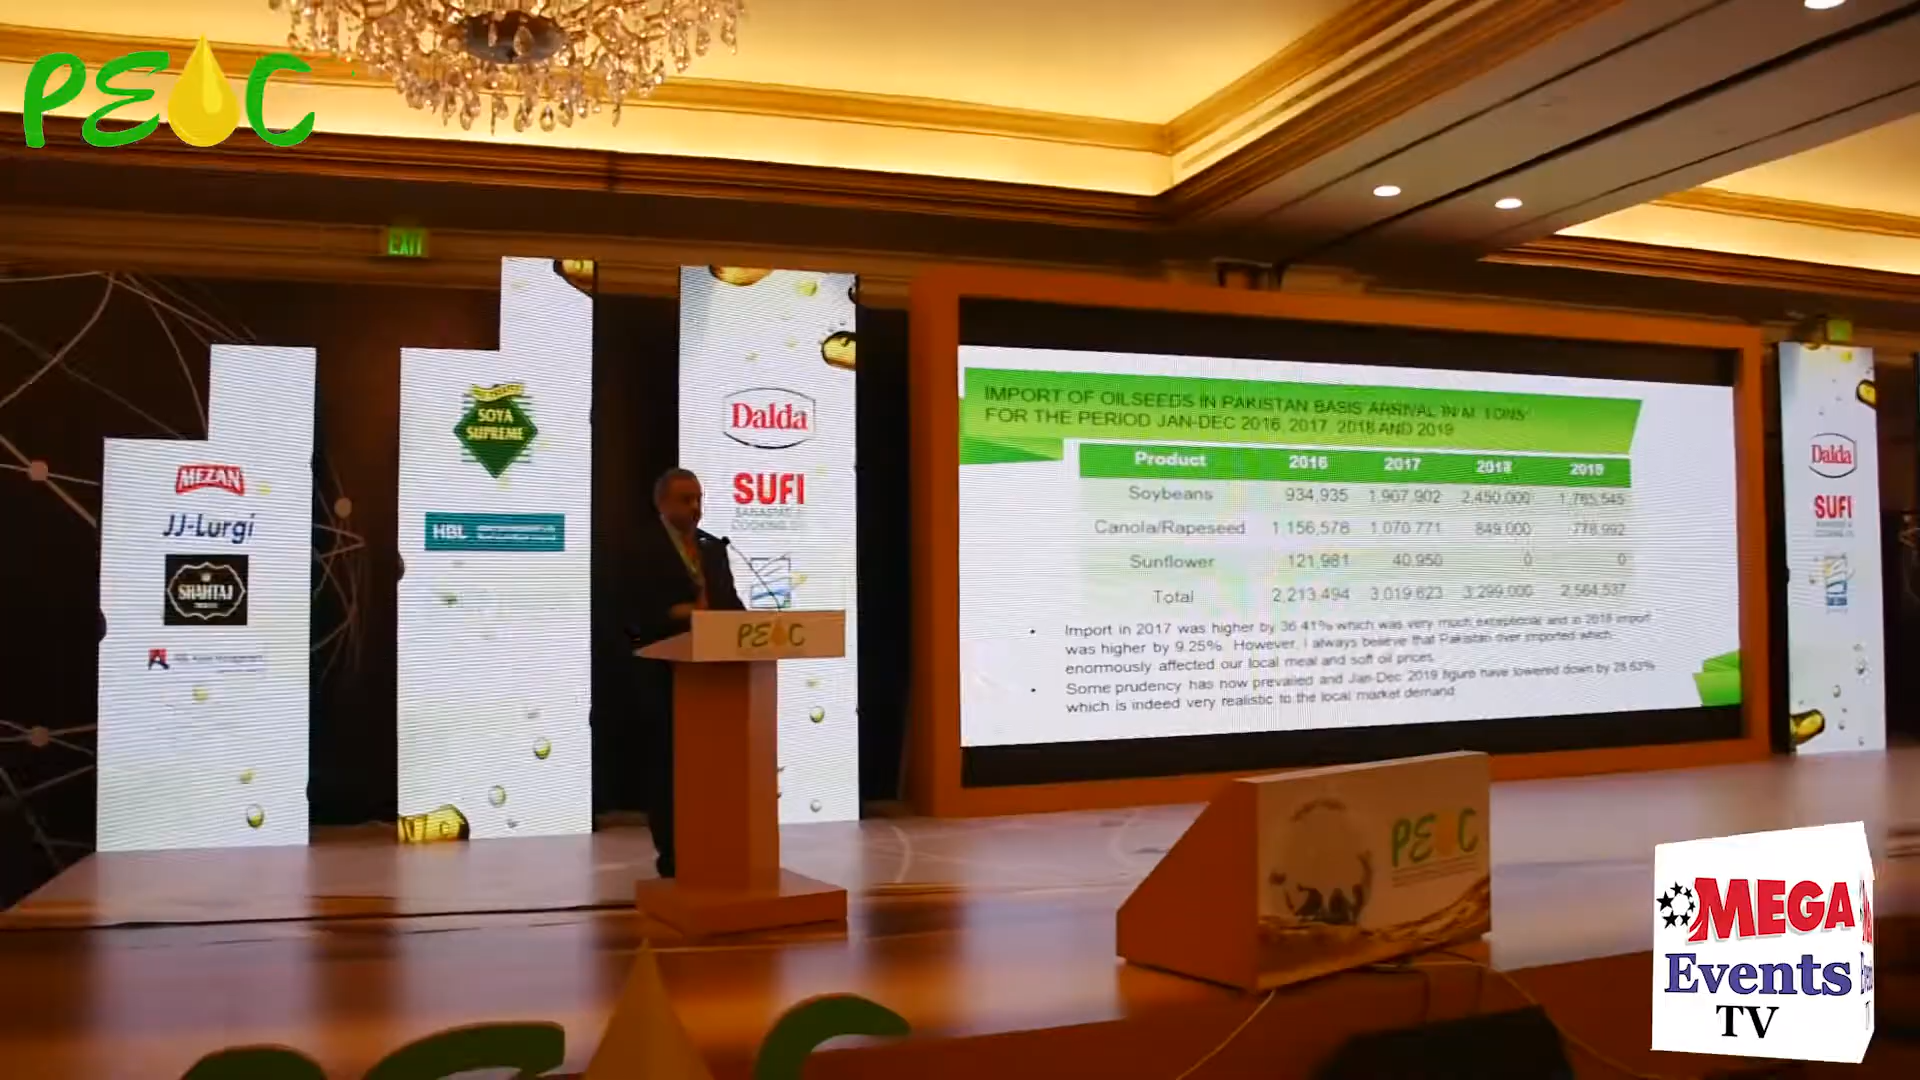 PEOC
EXIT
MEZAN
JJ-Lurgi
SHAHTAJ
SOYA
SUPREME
HBL
Dalda
SUFI
COOKING OIL
PEOC
IMPORT OF OILSEEDS IN PAKISTAN BASIS ARRIVAL IN M. TONS
FOR THE PERIOD JAN-DEC 2016, 2017, 2018 AND 2019
Product 2016 2017 2018 2019
Soybeans 934,935 1,907,902 2,450,000 1,785,545
Canola/Rapeseed 1,156,578 1,070,771 849,000 778,992
Sunflower 121,981 40,950 0 0
Total 2,213,494 3,019,623 3,299,000 2,564,537
• Import in 2017 was higher by 36.41% which was very much exceptional and in 2018 import
was higher by 9.25%. However, I always believe that Pakistan over imported which
enormously affected our local meal and soft oil prices.
• Some prudency has now prevailed and Jan-Dec 2019 figure have lowered down by 28.63%
which is indeed very realistic to the local market demand
Dalda
SUFI
PEOC
MEGA
Events
TV